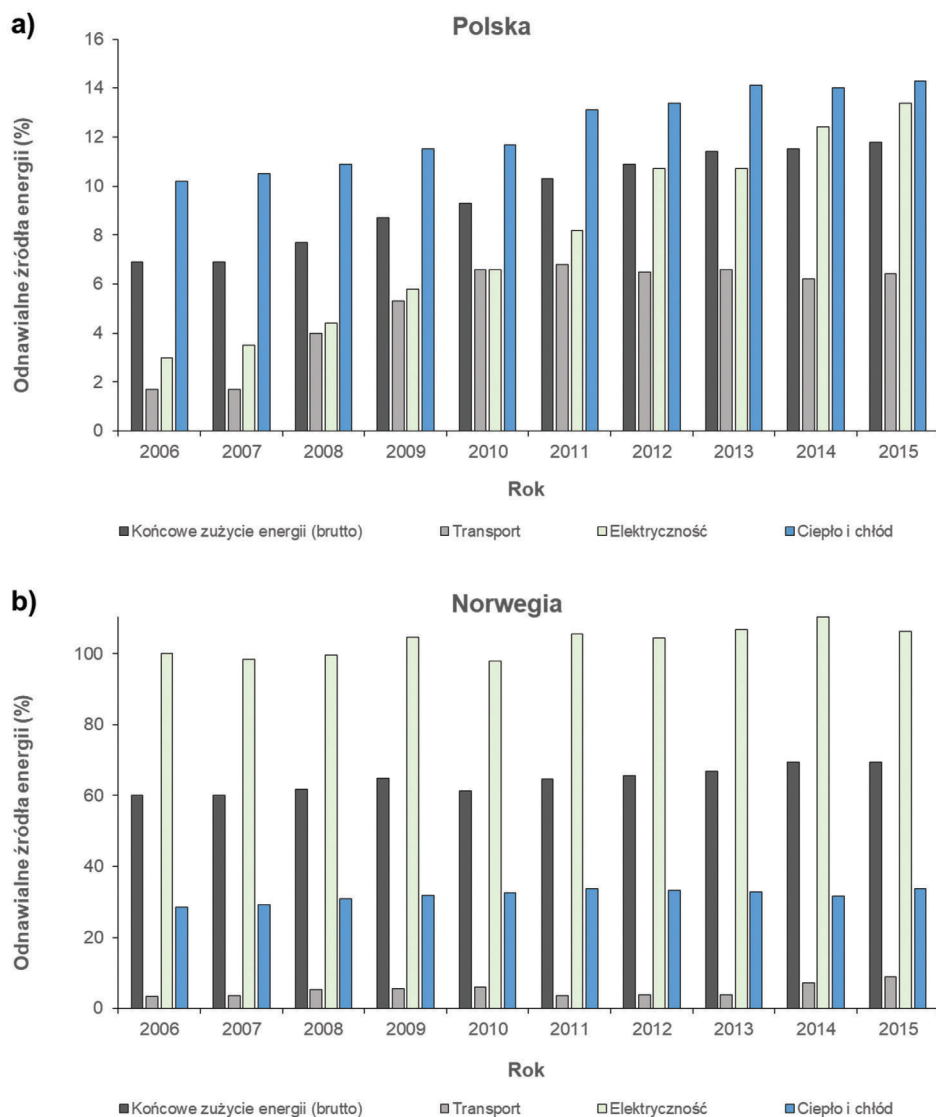 a)
Polska
16
14
12
10
8
6
4
2
0
Odnawialne źródła energii (%)
2006 2007 2008 2009 2010 2011 2012 2013 2014 2015
Rok
Końcowe zużycie energii (brutto) Transport Elektryczność Ciepło i chłód
b)
Norwegia
100
80
60
40
20
0
Odnawialne źródła energii (%)
2006 2007 2008 2009 2010 2011 2012 2013 2014 2015
Rok
Końcowe zużycie energii (brutto) Transport Elektryczność Ciepło i chłód